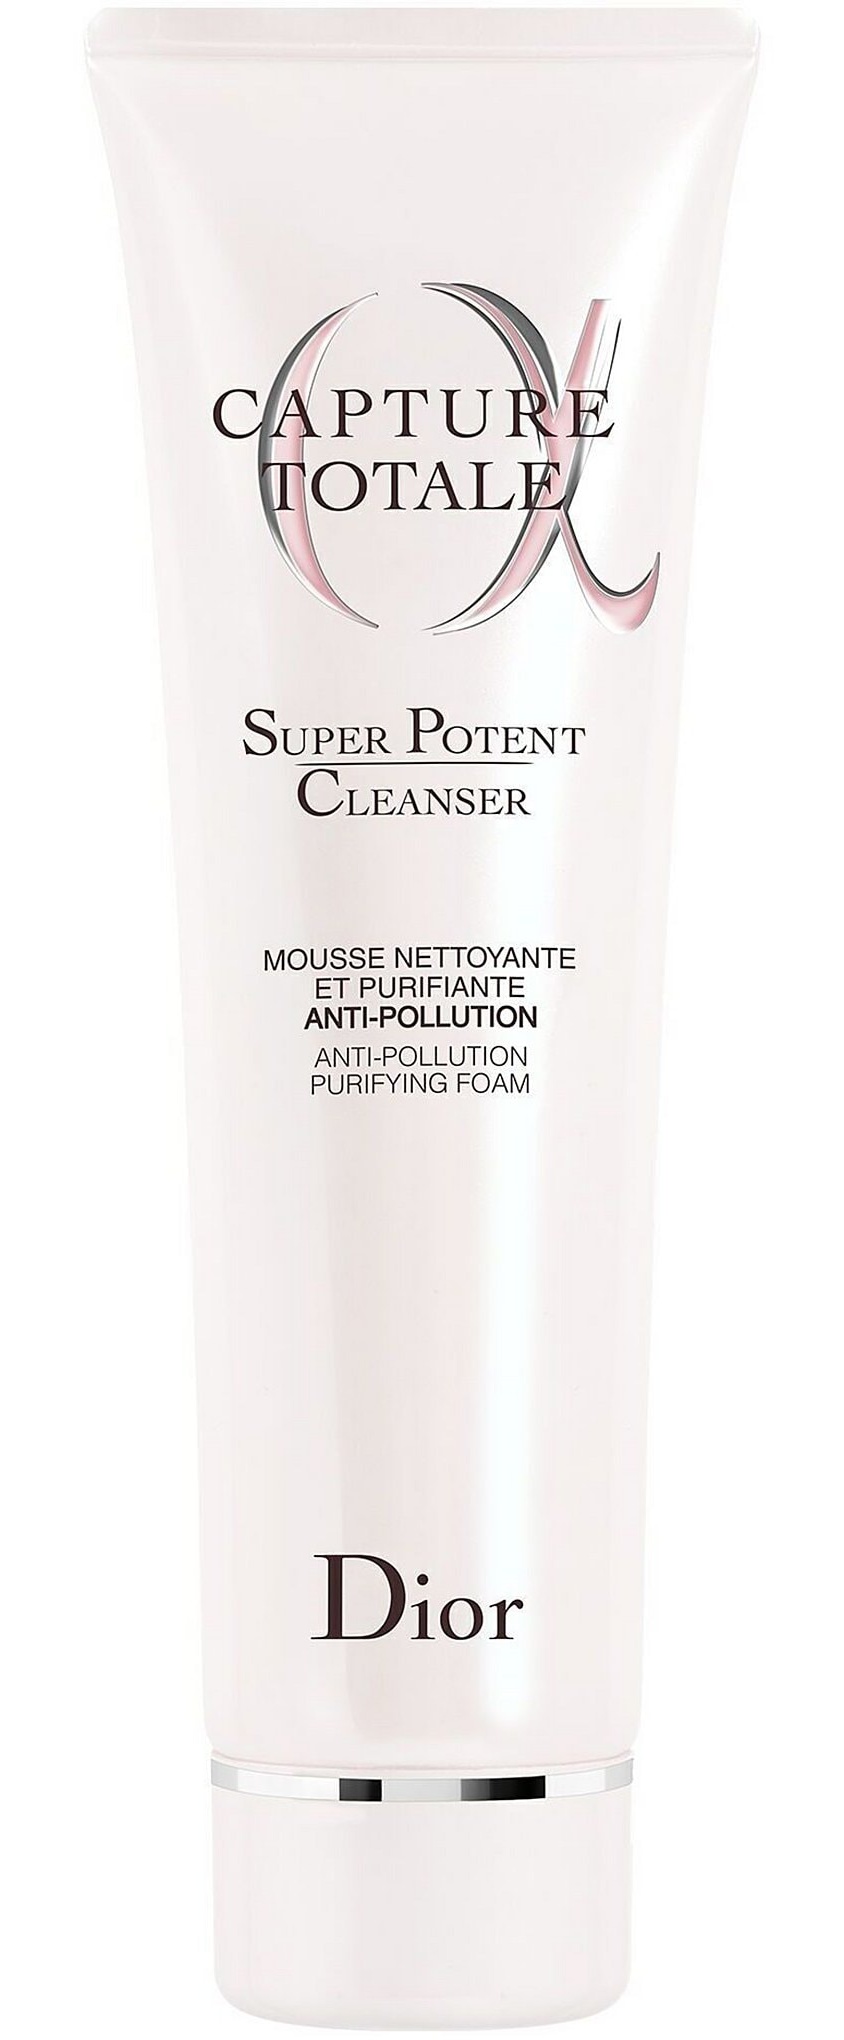 CAPTURE
TOTALE
SUPER POTENT
CLEANSER
MOUSSE NETTOYANTE
ET PURIFIANTE
ANTI-POLLUTION
ANTI-POLLUTION
PURIFYING FOAM
Dior